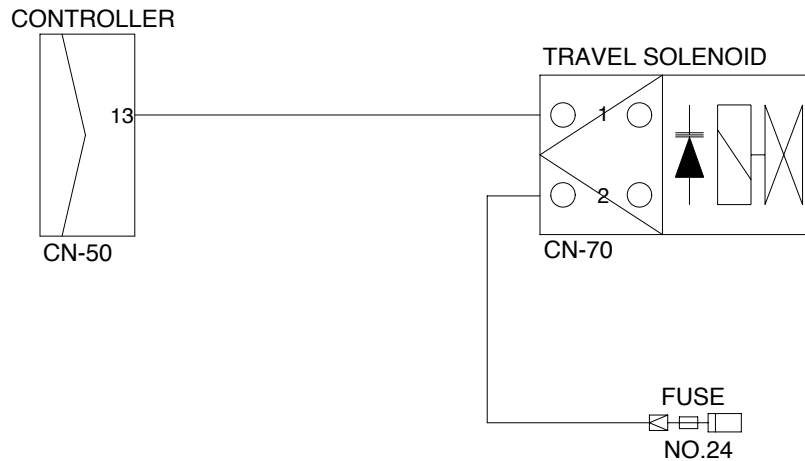 CONTROLLER
TRAVEL SOLENOID
13
1
2
CN-50
CN-70
FUSE
NO.24